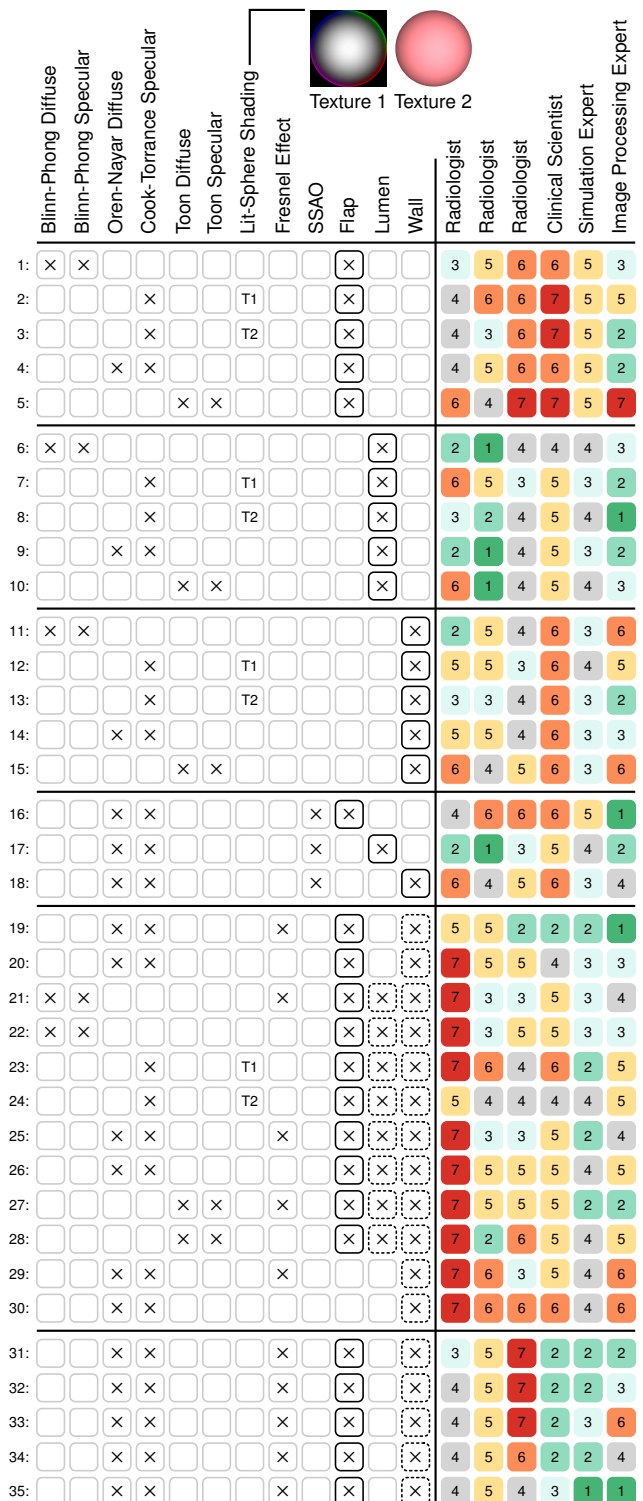 Texture 1 Texture 2
Blinn-Phong Diffuse
Blinn-Phong Specular
Oren-Nayar Diffuse
Cook-Torrance Specular
Toon Diffuse
Toon Specular
Lit-Sphere Shading
Fresnel Effect
SSAO
Flap
Lumen
Wall
Radiologist
Radiologist
Radiologist
Clinical Scientist
Simulation Expert
Image Processing Expert
1: × × × 3 5 6 6 5 3
2: × T1 × 4 6 6 7 5 5
3: × T2 × 4 3 6 7 5 2
4: × × × 4 5 6 6 5 2
5: × × × 6 4 7 7 5 7
6: × × × 2 1 4 4 4 3
7: × T1 × 6 5 3 5 3 2
8: × T2 × 3 2 4 5 4 1
9: × × × 2 1 4 5 3 2
10: × × × 6 1 4 5 4 3
11: × × × 2 5 4 6 3 6
12: × T1 × 5 5 3 6 4 5
13: × T2 × 3 3 4 6 3 2
14: × × × 5 5 4 6 3 3
15: × × × 6 4 5 6 3 6
16: × × × × 4 6 6 6 5 1
17: × × × × 2 1 3 5 4 2
18: × × × × 6 4 5 6 3 4
19: × × × × × 5 5 2 2 2 1
20: × × × × 7 5 5 4 3 3
21: × × × × × × 7 3 3 5 3 4
22: × × × × × 7 3 5 5 3 3
23: × T1 × × × 7 6 4 6 2 5
24: × T2 × × × 5 4 4 4 4 5
25: × × × × × × 7 3 3 5 2 4
26: × × × × × 7 5 5 5 4 5
27: × × × × × × 7 5 5 5 2 2
28: × × × × × 7 2 6 5 4 5
29: × × × × 7 6 3 5 4 6
30: × × × 7 6 6 6 4 6
31: × × × × × 3 5 7 2 2 2
32: × × × × × 4 5 7 2 2 3
33: × × × × × 4 5 7 2 3 6
34: × × × × × 4 5 6 2 2 4
35: × × × × × 4 5 4 3 1 1